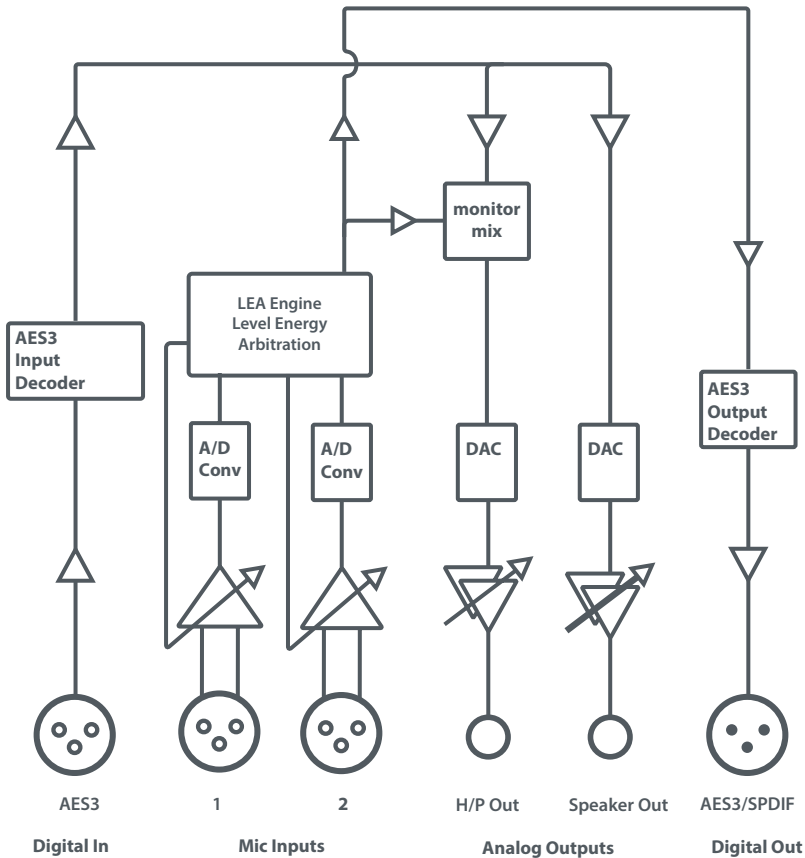 monitor
mix
LEA Engine
Level Energy
Arbitration
AES3
Input
Decoder
AES3
Output
Decoder
A/D
Conv
A/D
Conv
DAC
DAC
AES3
1
2
H/P Out
Speaker Out
AES3/SPDIF
Digital In
Mic Inputs
Analog Outputs
Digital Out